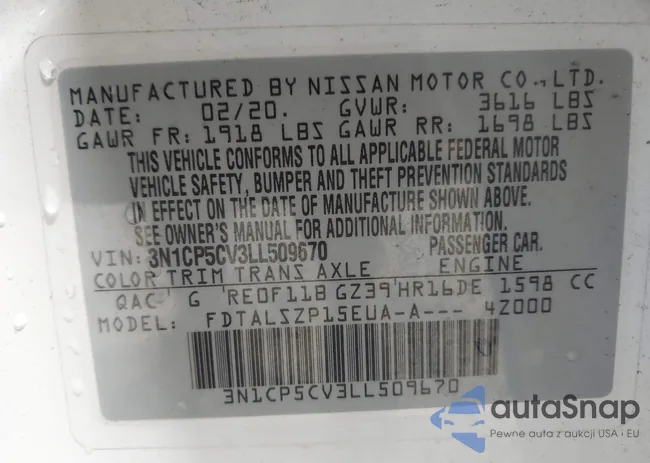 MANUFACTURED BY NISSAN MOTOR CO.,LTD.
DATE: 02/20. GVWR: 3616 LBS
GAWR FR: 1918 LBS GAWR RR: 1698 LBS
THIS VEHICLE CONFORMS TO ALL APPLICABLE FEDERAL MOTOR
VEHICLE SAFETY, BUMPER AND THEFT PREVENTION STANDARDS
IN EFFECT ON THE DATE OF MANUFACTURE SHOWN ABOVE.
SEE OWNER'S MANUAL FOR ADDITIONAL INFORMATION.
VIN: 3N1CP5CV3LL509670 PASSENGER CAR.
COLOR TRIM TRANS AXLE ENGINE
QAC G RE0F11B GZ39 HR16DE 1598 CC
MODEL: FDTALSZP15EUA-A--- 4Z000
3N1CP5CV3LL509670
autaSnap
Pewne auta z aukcji USA i EU